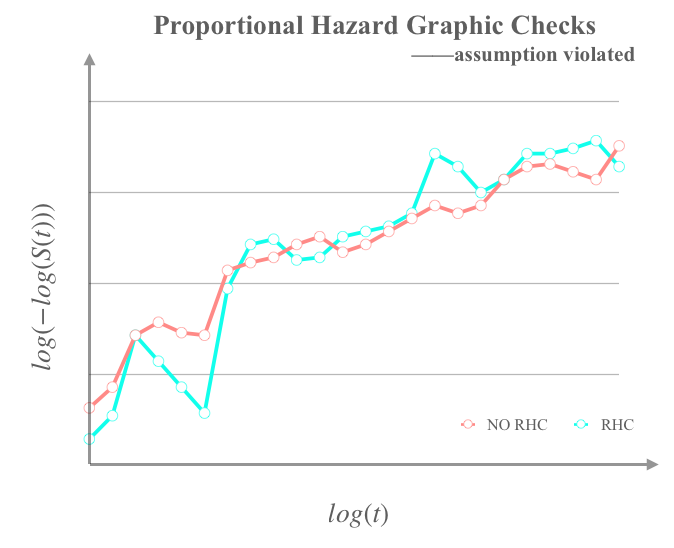 Proportional Hazard Graphic Checks
——assumption violated
log(−log(S(t)))
NO RHC
RHC
log(t)